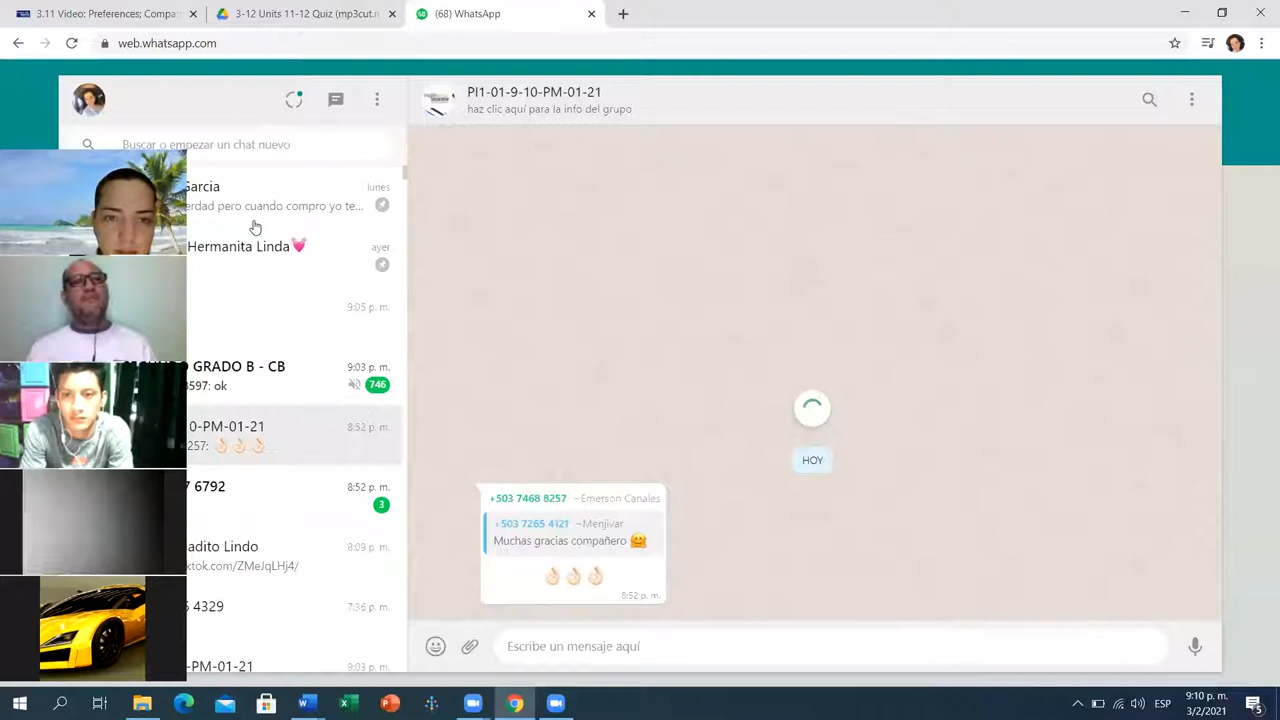 3.11 Video: Preferences; Compa
3-12 Units 11-12 Quiz (mp3cut.n
(68) WhatsApp
web.whatsapp.com
PI1-01-9-10-PM-01-21
haz clic aquí para la info del grupo
Buscar o empezar un chat nuevo
Garcia
lunes
erdad pero cuando compro yo te...
Hermanita Linda💓
ayer
9:05 p. m.
GRADO B - CB
9:03 p. m.
3597: ok
746
0-PM-01-21
8:52 p. m.
257: 👌🏻👌🏻👌🏻
7 6792
8:52 p. m.
3
adito Lindo
8:09 p. m.
ktok.com/ZMeJqLHj4/
5 4329
7:36 p. m.
-PM-01-21
9:03 p. m.
HOY
+503 7468 8257 ~Emerson Canales
+503 7265 4121 ~Menjivar
Muchas gracias compañero 🤗
👌🏻👌🏻👌🏻
8:52 p. m.
Escribe un mensaje aquí
ESP
9:10 p. m.
3/2/2021
5